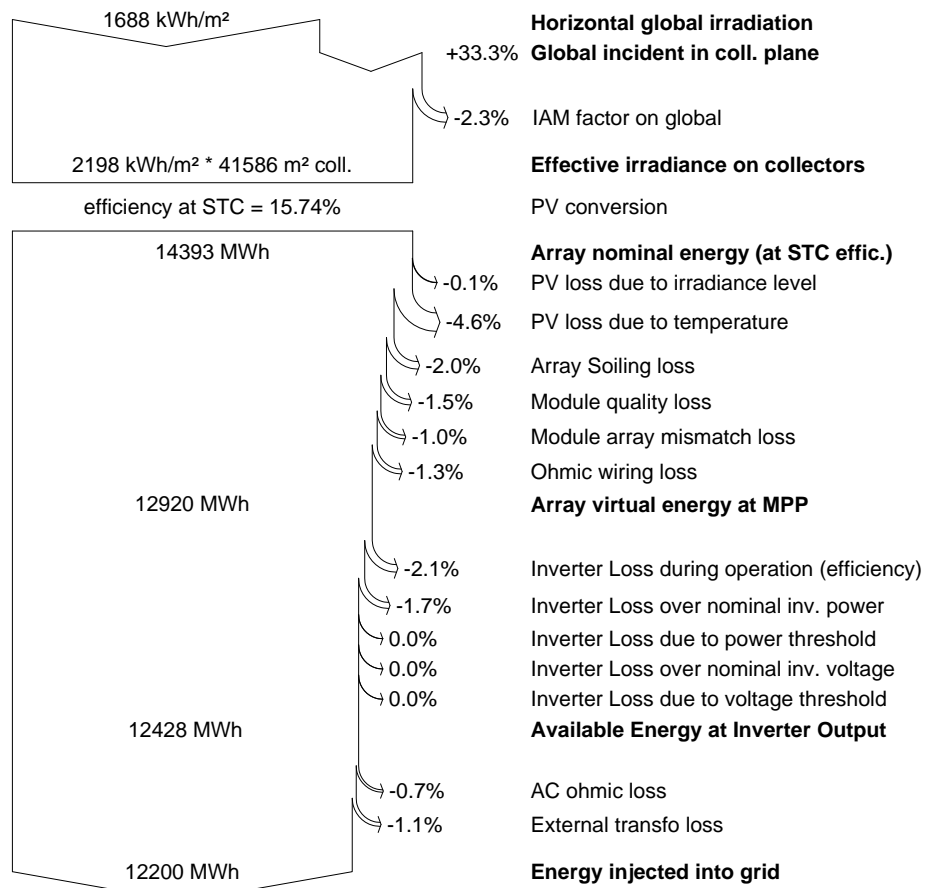 1688 kWh/m² Horizontal global irradiation
+33.3% Global incident in coll. plane
-2.3% IAM factor on global
2198 kWh/m² * 41586 m² coll. Effective irradiance on collectors
efficiency at STC = 15.74% PV conversion
14393 MWh Array nominal energy (at STC effic.)
-0.1% PV loss due to irradiance level
-4.6% PV loss due to temperature
-2.0% Array Soiling loss
-1.5% Module quality loss
-1.0% Module array mismatch loss
-1.3% Ohmic wiring loss
12920 MWh Array virtual energy at MPP
-2.1% Inverter Loss during operation (efficiency)
-1.7% Inverter Loss over nominal inv. power
0.0% Inverter Loss due to power threshold
0.0% Inverter Loss over nominal inv. voltage
0.0% Inverter Loss due to voltage threshold
12428 MWh Available Energy at Inverter Output
-0.7% AC ohmic loss
-1.1% External transfo loss
12200 MWh Energy injected into grid